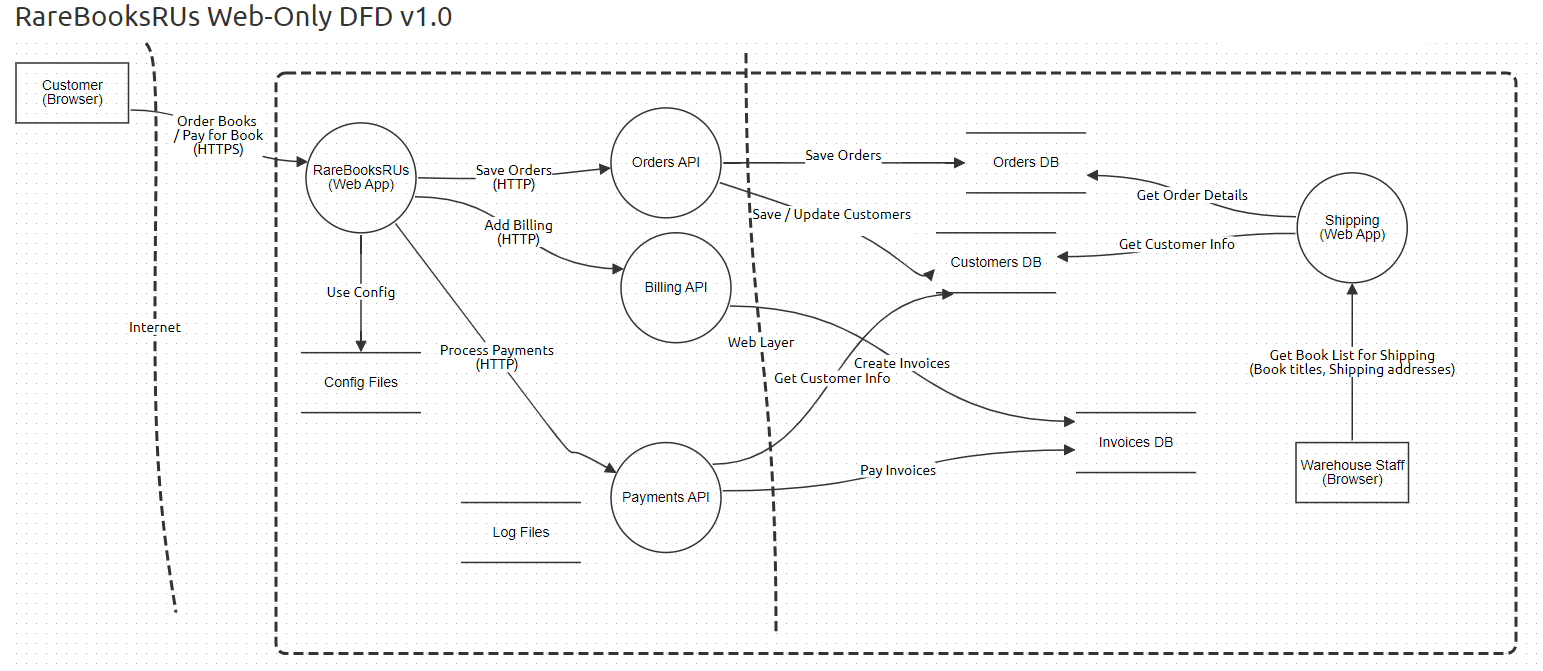 RareBooksRUs Web-Only DFD v1.0
Customer
(Browser)
Order Books
/ Pay for Book
(HTTPS)
RareBooksRUs
(Web App)
Save Orders
(HTTP)
Orders API
Save Orders
Orders DB
Get Order Details
Shipping
(Web App)
Add Billing
(HTTP)
Save / Update Customers
Get Customer Info
Customers DB
Use Config
Billing API
Internet
Web Layer
Process Payments
(HTTP)
Create Invoices
Get Customer Info
Get Book List for Shipping
(Book titles, Shipping addresses)
Config Files
Invoices DB
Pay Invoices
Warehouse Staff
(Browser)
Payments API
Log Files